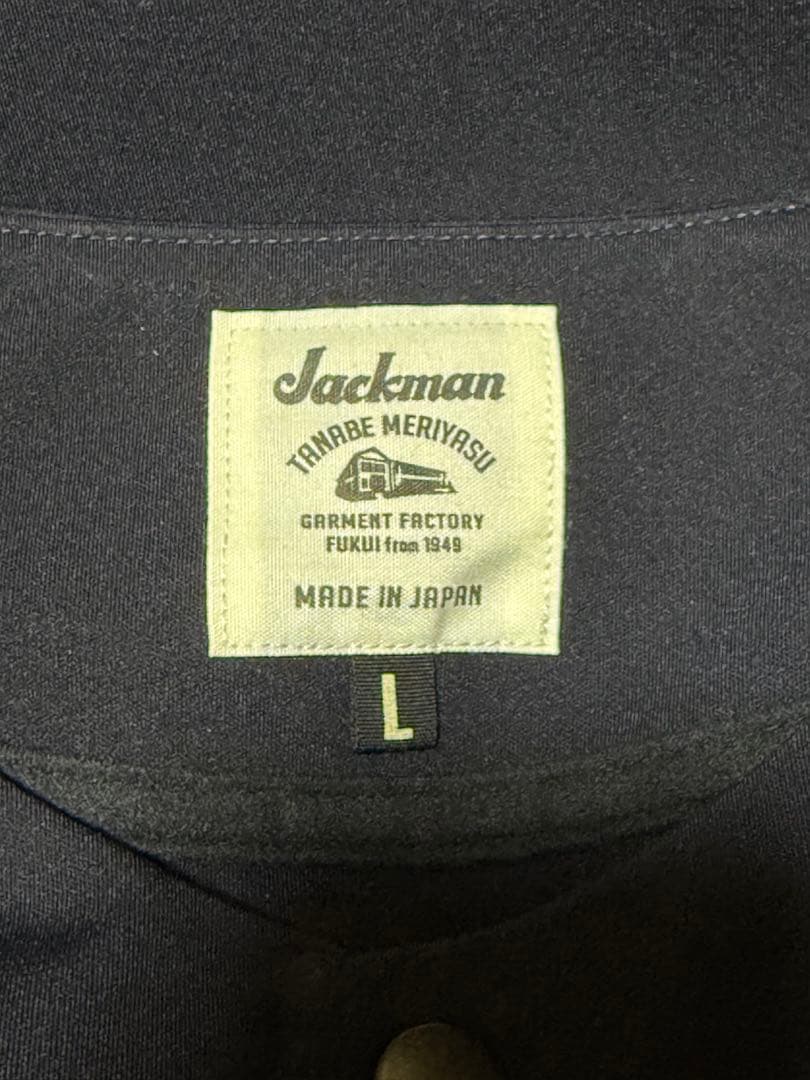 Jackman
TANABE MERIYASU
GARMENT FACTORY
FUKUI from 1949
MADE IN JAPAN
L